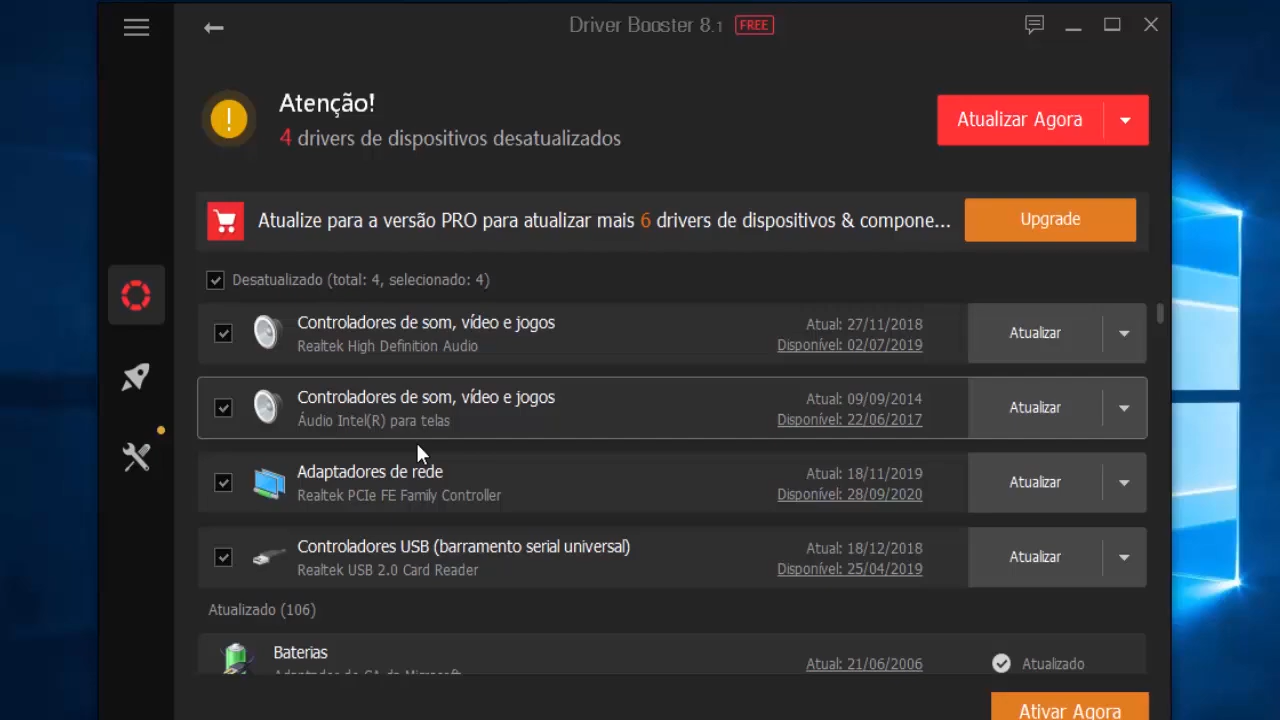 Driver Booster 8.1 FREE
Atenção!
4 drivers de dispositivos desatualizados
Atualizar Agora
Atualize para a versão PRO para atualizar mais 6 drivers de dispositivos & compone...
Upgrade
Desatualizado (total: 4, selecionado: 4)
Controladores de som, vídeo e jogos
Realtek High Definition Audio
Atual: 27/11/2018
Disponível: 02/07/2019
Atualizar
Controladores de som, vídeo e jogos
Áudio Intel(R) para telas
Atual: 09/09/2014
Disponível: 22/06/2017
Atualizar
Adaptadores de rede
Realtek PCIe FE Family Controller
Atual: 18/11/2019
Disponível: 28/09/2020
Atualizar
Controladores USB (barramento serial universal)
Realtek USB 2.0 Card Reader
Atual: 18/12/2018
Disponível: 25/04/2019
Atualizar
Atualizado (106)
Baterias
Adaptador de CA da Microsoft
Atual: 21/06/2006
Atualizado
Ativar Agora